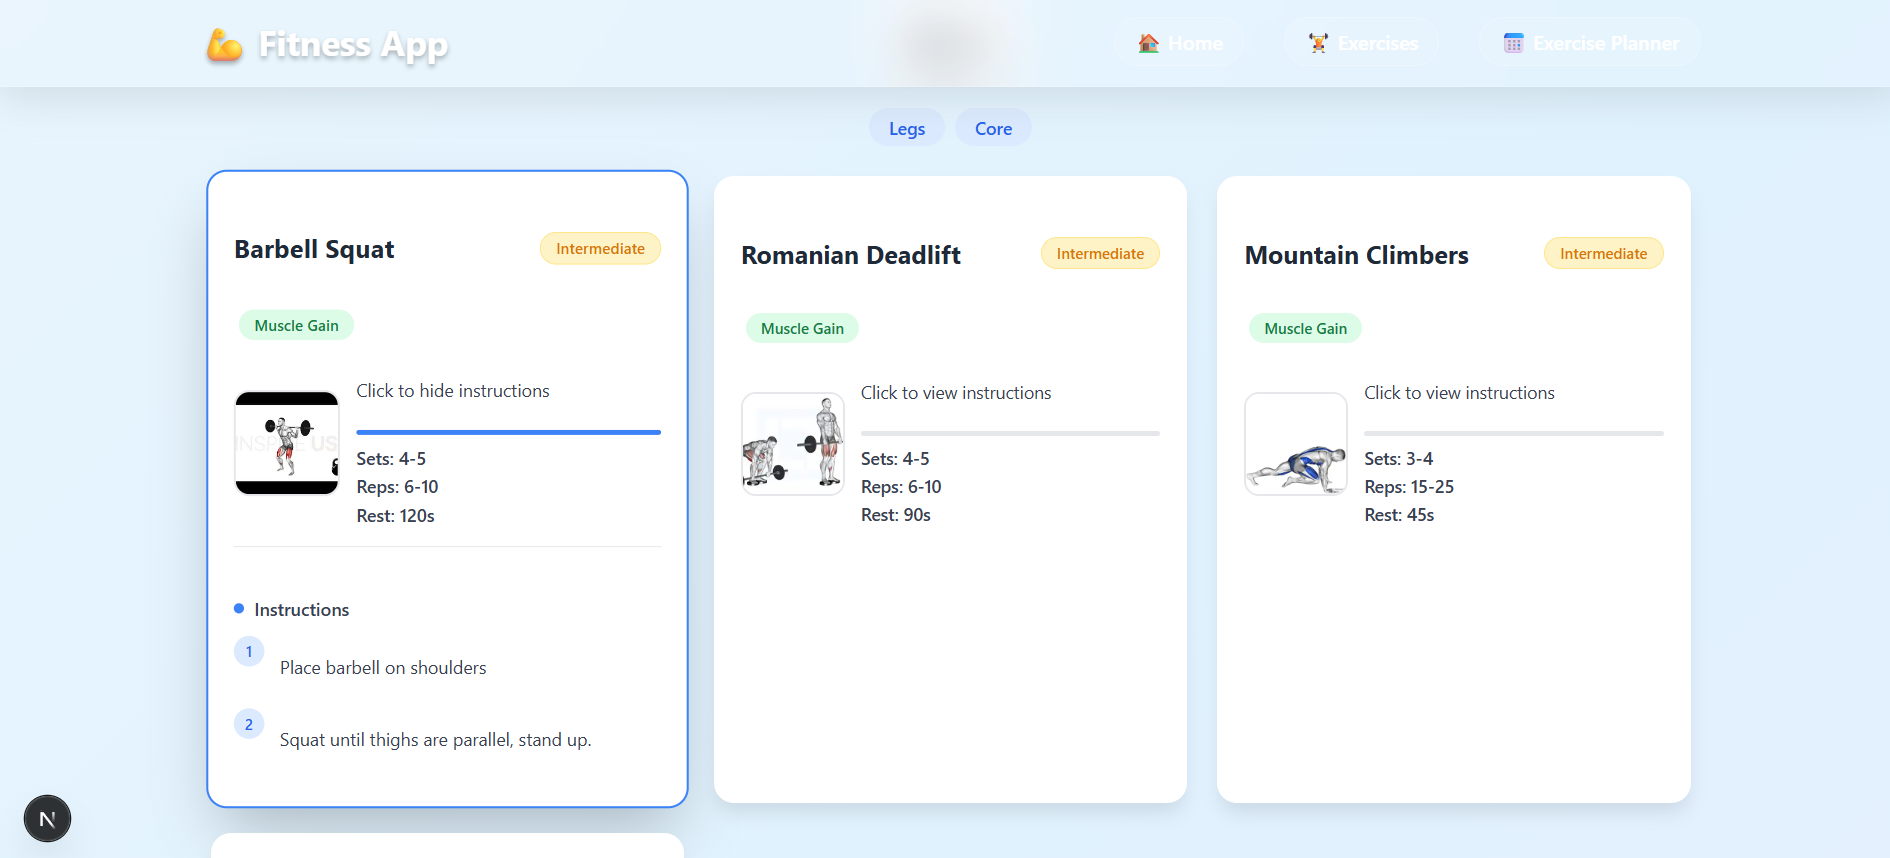 Fitness App
Home
Exercises
Exercise Planner
Legs
Core
Barbell Squat
Intermediate
Muscle Gain
INSPIRE US
Click to hide instructions
Sets: 4-5
Reps: 6-10
Rest: 120s
Instructions
1
Place barbell on shoulders
2
Squat until thighs are parallel, stand up.
Romanian Deadlift
Intermediate
Muscle Gain
Click to view instructions
Sets: 4-5
Reps: 6-10
Rest: 90s
Mountain Climbers
Intermediate
Muscle Gain
Click to view instructions
Sets: 3-4
Reps: 15-25
Rest: 45s
N